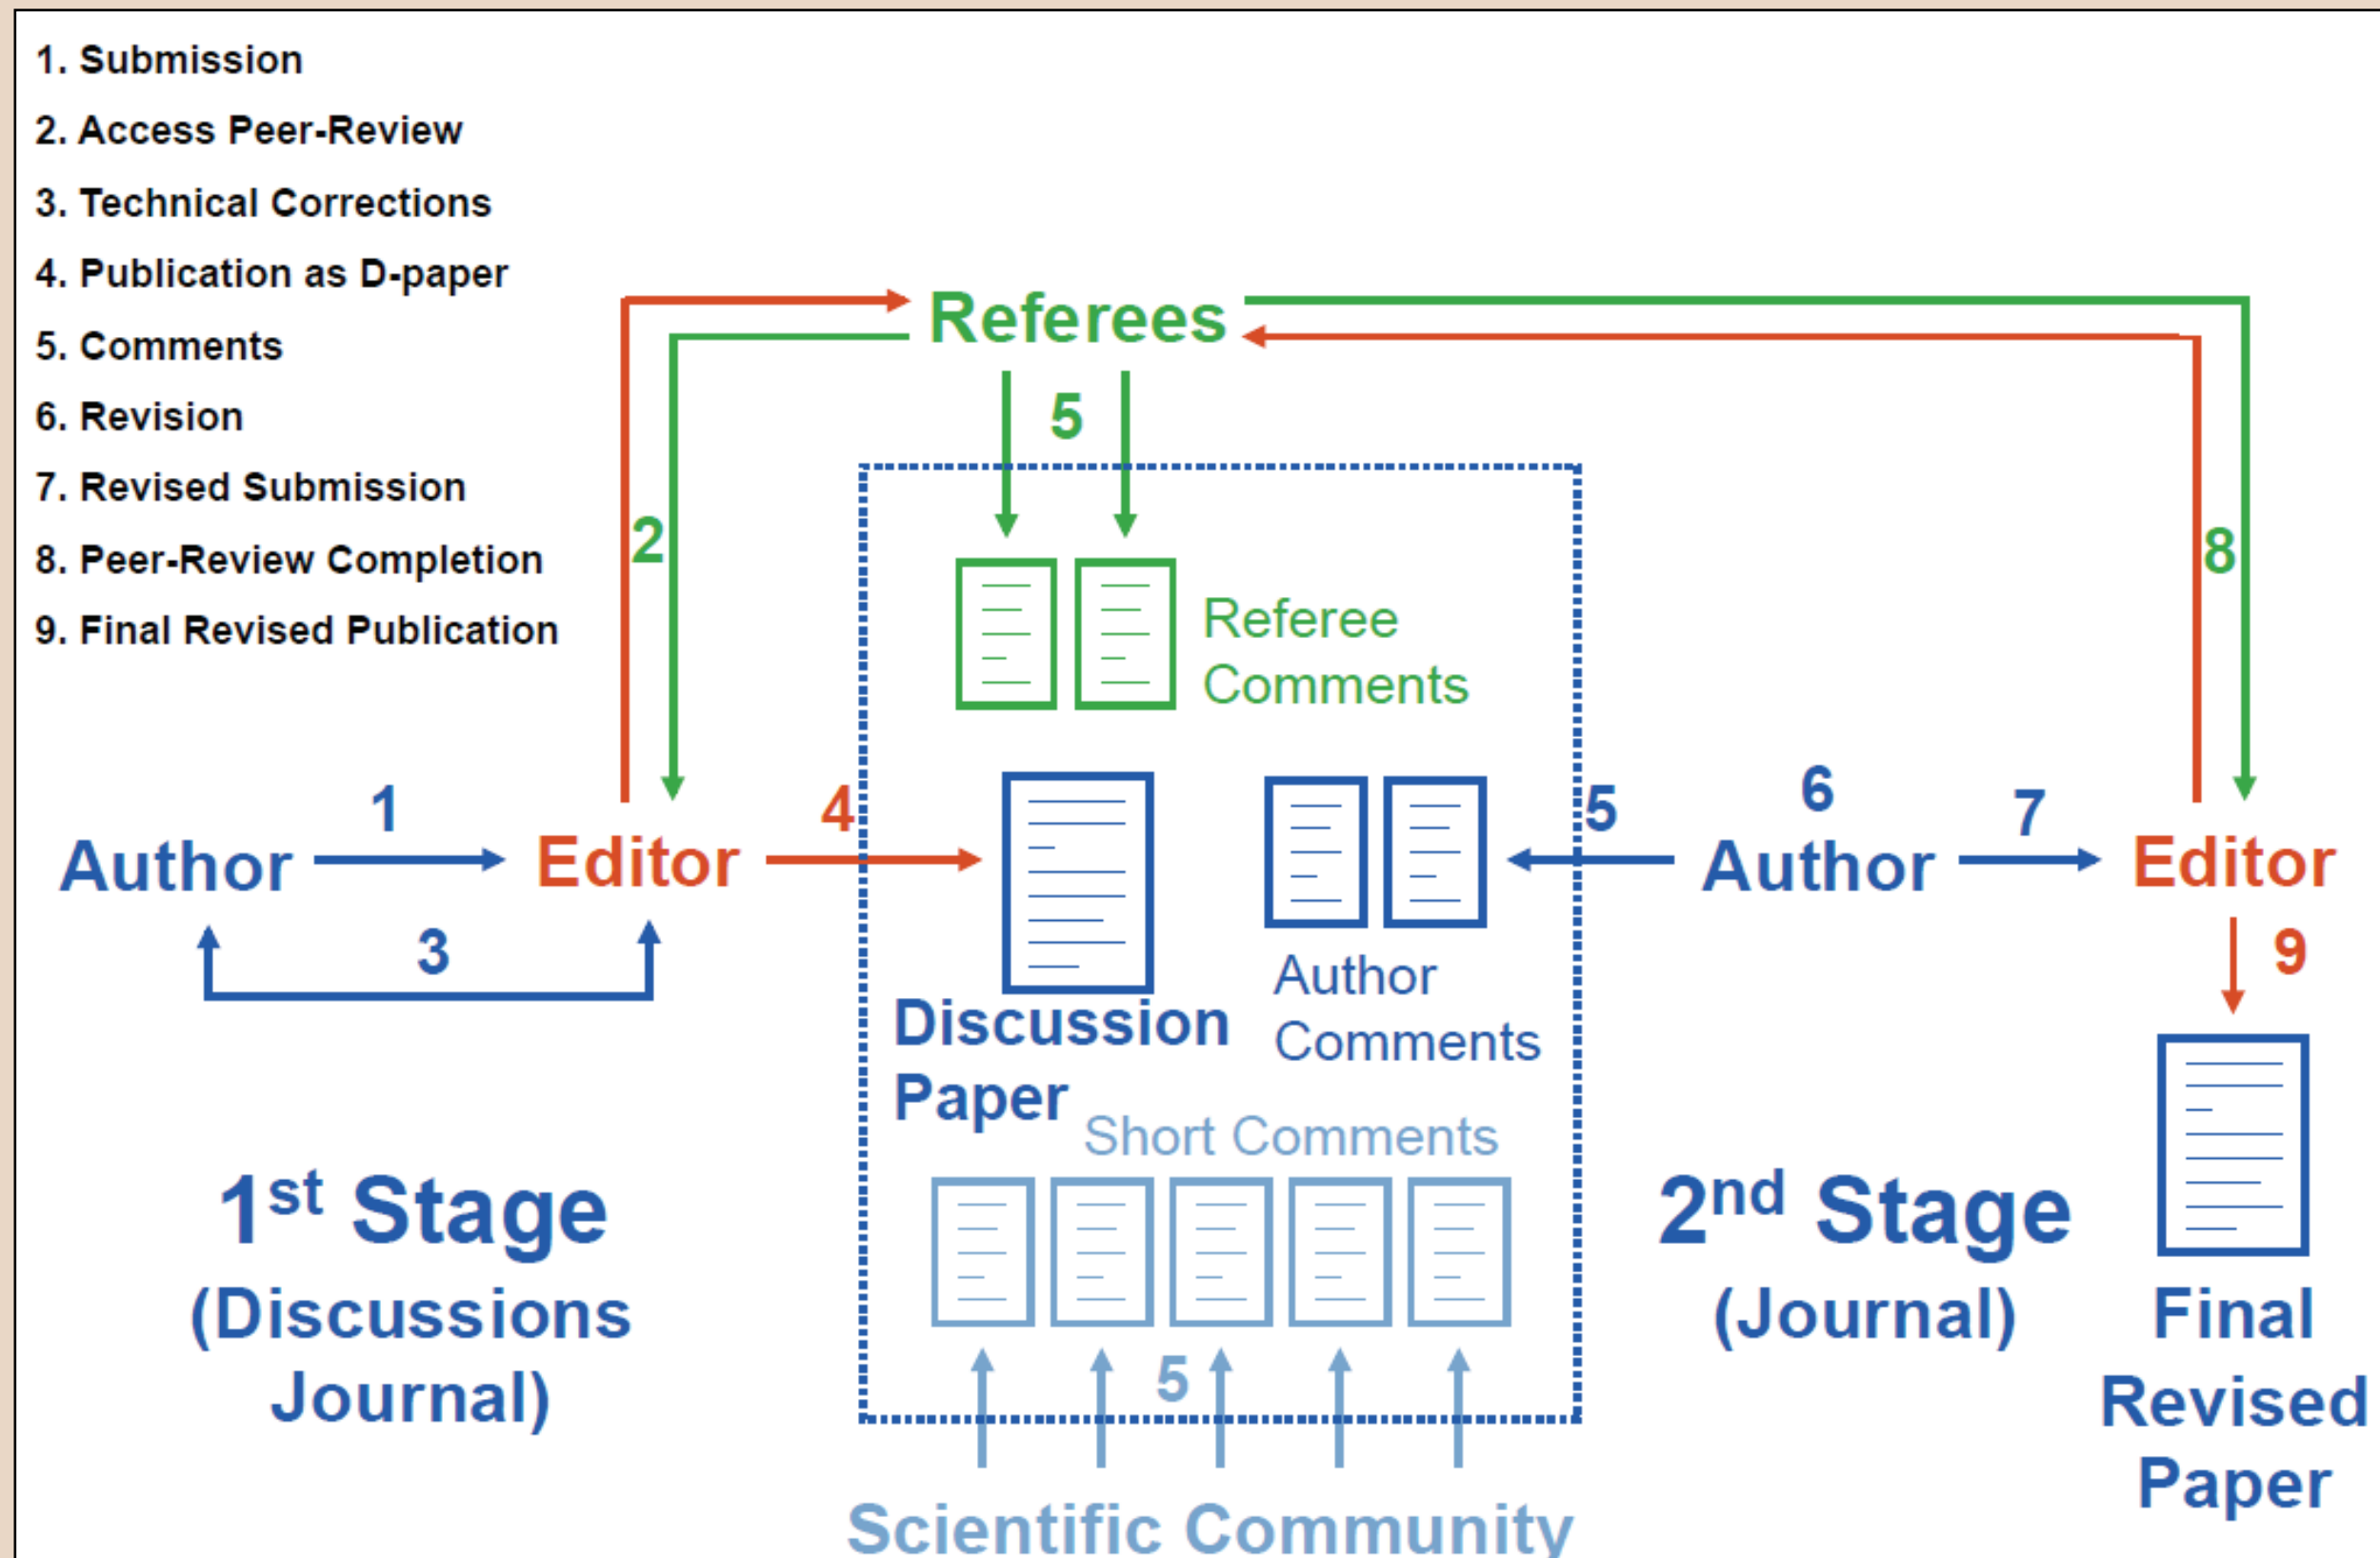 1. Submission
2. Access Peer-Review
3. Technical Corrections
4. Publication as D-paper
5. Comments
6. Revision
7. Revised Submission
8. Peer-Review Completion
9. Final Revised Publication
Referees
5
2
8
Referee
Comments
1
4
5
6
7
Author
Editor
Author
Editor
3
9
Author
Comments
Discussion
Paper
Short Comments
1st Stage
(Discussions
Journal)
2nd Stage
(Journal)
Final
Revised
Paper
5
Scientific Community